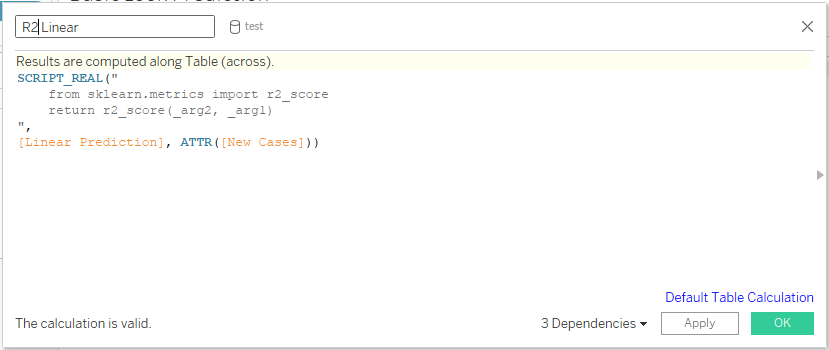 R2 Linear
test
Results are computed along Table (across).
SCRIPT_REAL("
    from sklearn.metrics import r2_score
    return r2_score(_arg2, _arg1)
",
[Linear Prediction], ATTR([New Cases]))
Default Table Calculation
The calculation is valid.
3 Dependencies
Apply
OK